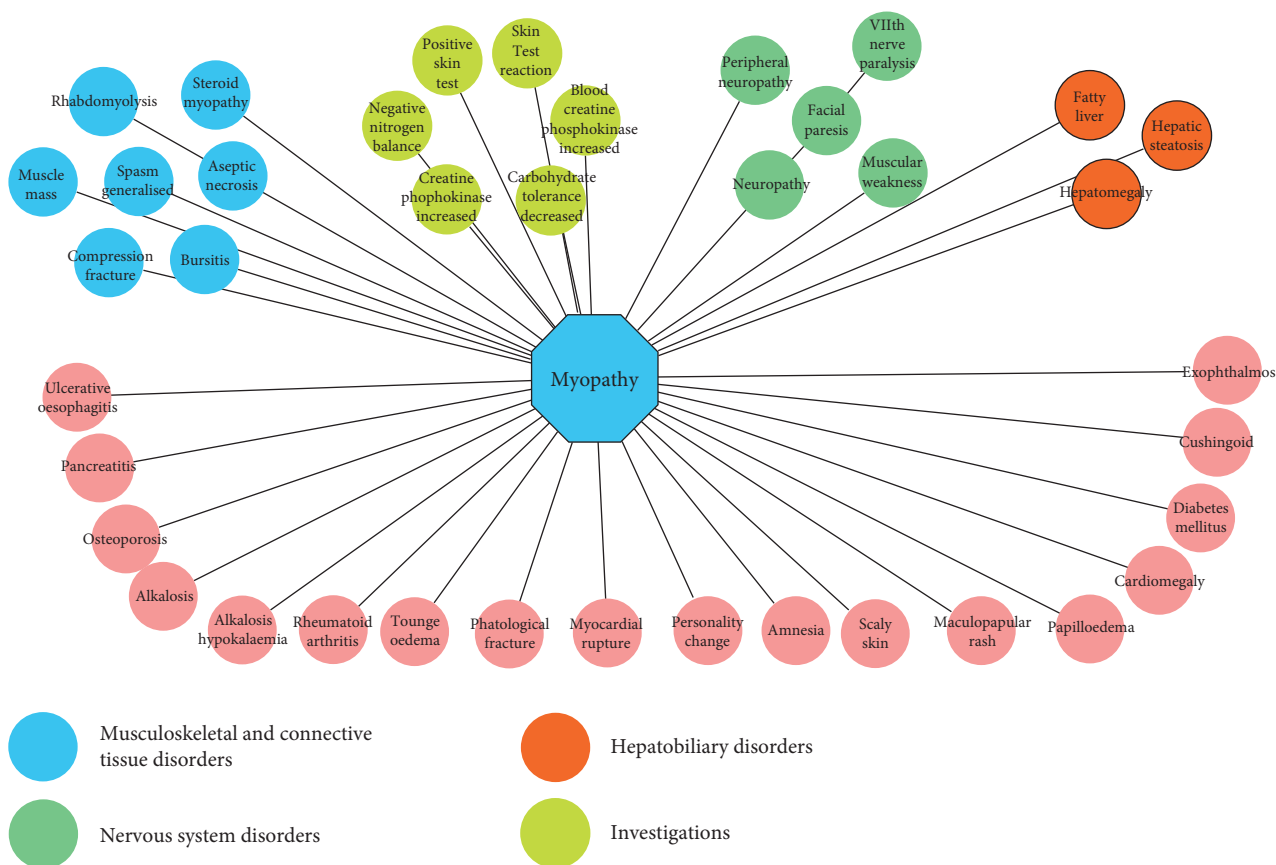 Rhabdomyolysis
Steroid
myopathy
Muscle
mass
Spasm
generalised
Aseptic
necrosis
Compression
fracture
Bursitis
Positive
skin
test
Skin
Test
reaction
Negative
nitrogen
balance
Blood
creatine
phosphokinase
increased
Creatine
phophokinase
increased
Carbohydrate
tolerance
decreased
Peripheral
neuropathy
VIIth
nerve
paralysis
Facial
paresis
Neuropathy
Muscular
weakness
Fatty
liver
Hepatic
steatosis
Hepatomegaly
Myopathy
Ulcerative
oesophagitis
Pancreatitis
Osteoporosis
Alkalosis
Alkalosis
hypokalaemia
Rheumatoid
arthritis
Tounge
oedema
Phatological
fracture
Myocardial
rupture
Personality
change
Amnesia
Scaly
skin
Maculopapular
rash
Papilloedema
Cardiomegaly
Diabetes
mellitus
Cushingoid
Exophthalmos
Musculoskeletal and connective
tissue disorders
Hepatobiliary disorders
Nervous system disorders
Investigations